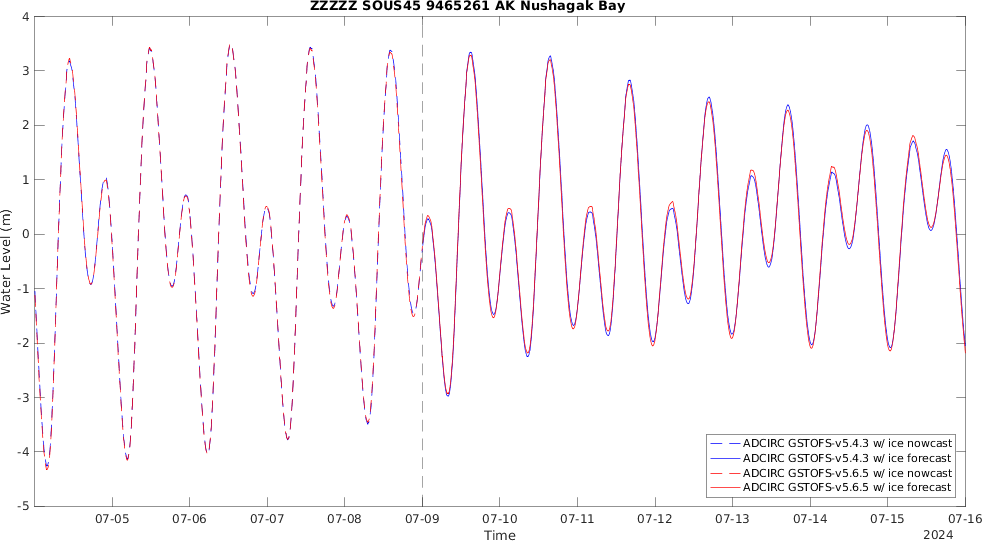 ZZZZZ SOUS45 9465261 AK Nushagak Bay
Water Level (m)
4
3
2
1
0
-1
-2
-3
-4
-5
07-05 07-06 07-07 07-08 07-09 07-10 07-11 07-12 07-13 07-14 07-15 07-16
Time
2024
ADCIRC GSTOFS-v5.4.3 w/ ice nowcast
ADCIRC GSTOFS-v5.4.3 w/ ice forecast
ADCIRC GSTOFS-v5.6.5 w/ ice nowcast
ADCIRC GSTOFS-v5.6.5 w/ ice forecast